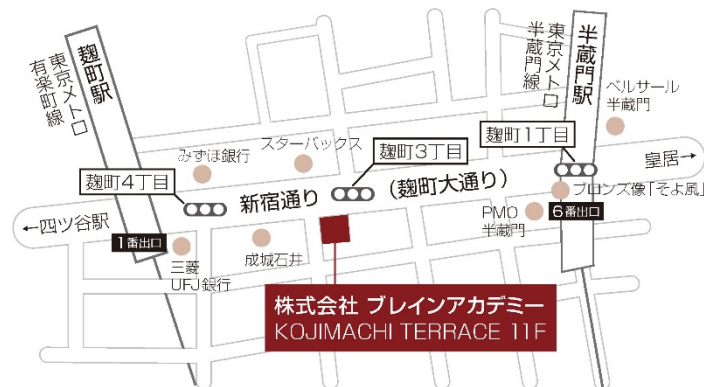 麹町駅
東京メトロ
有楽町線
半蔵門駅
東京メトロ
半蔵門線
ベルサール
半蔵門
みずほ銀行
スターバックス
麹町3丁目
麹町1丁目
皇居→
麹町4丁目
新宿通り
(麹町大通り)
ブロンズ像「そよ風」
←四ツ谷駅
1番出口
三菱
UFJ銀行
成城石井
PMO
半蔵門
6番出口
株式会社 ブレインアカデミー
KOJIMACHI TERRACE 11F